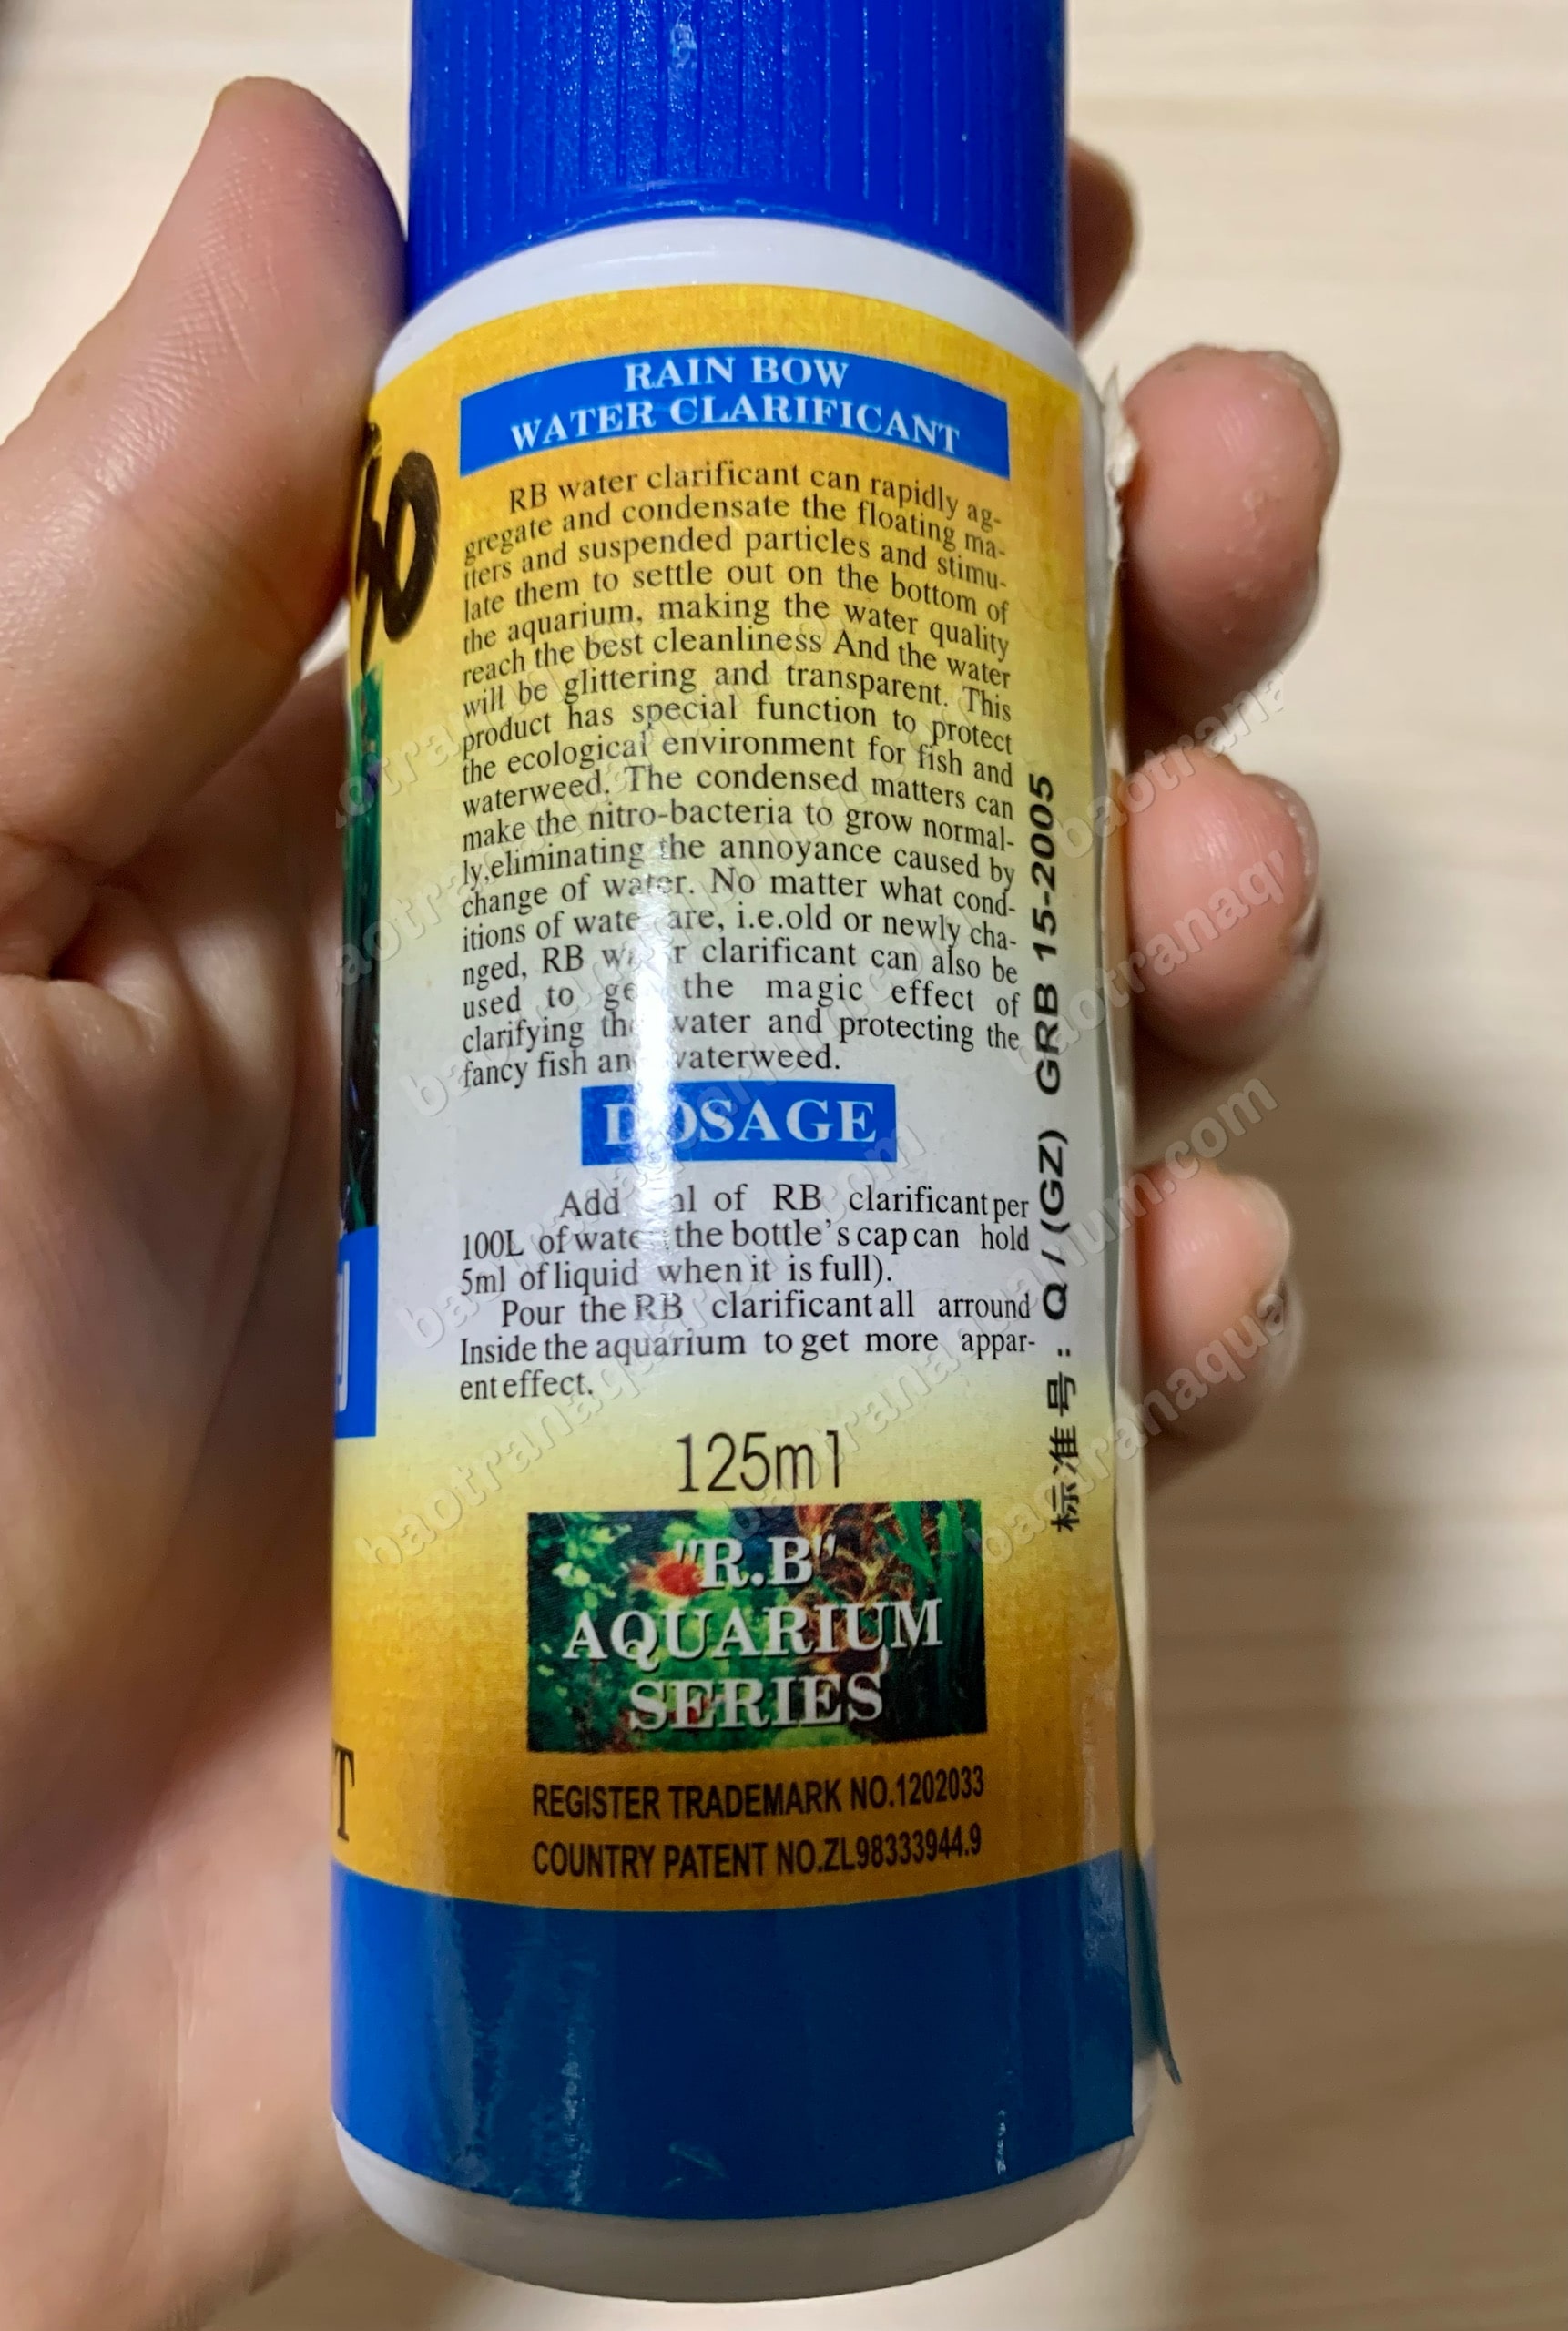 RAIN BOW
WATER CLARIFICANT
RB water clarificant can rapidly ag-
gregate and condensate the floating ma-
tters and suspended particles and stimu-
late them to settle out on the bottom of
the aquarium, making the water quality
reach the best cleanliness And the water
will be glittering and transparent. This
product has special function to protect
the ecological environment for fish and
waterweed. The condensed matters can
make the nitro-bacteria to grow normal-
ly,eliminating the annoyance caused by
change of water. No matter what cond-
itions of wate are, i.e.old or newly cha-
nged, RB clarificant can also be
used to the magic effect of
clarifying the water and protecting the
fancy fish and waterweed.
DOSAGE
Add of RB clarificant per
100L of wate the bottle's cap can hold
5ml of liquid when it is full).
Pour the RB clarificant all arround
Inside the aquarium to get more appar-
ent effect.
125ml
"R.B"
AQUARIUM
SERIES
REGISTER TRADEMARK NO.1202033
COUNTRY PATENT NO.ZL98333944.9
标准号: Q / (GZ) GRB 15-2005
T
baotranaquarium.com